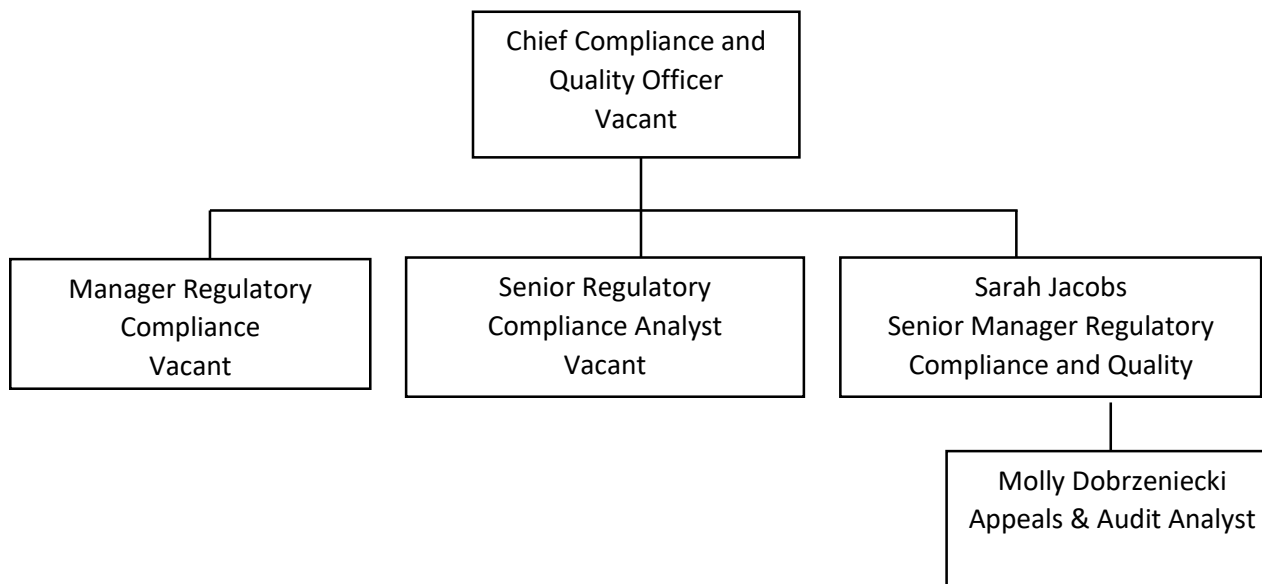 Chief Compliance and
Quality Officer
Vacant
Manager Regulatory
Compliance
Vacant
Senior Regulatory
Compliance Analyst
Vacant
Sarah Jacobs
Senior Manager Regulatory
Compliance and Quality
Molly Dobrzeniecki
Appeals & Audit Analyst